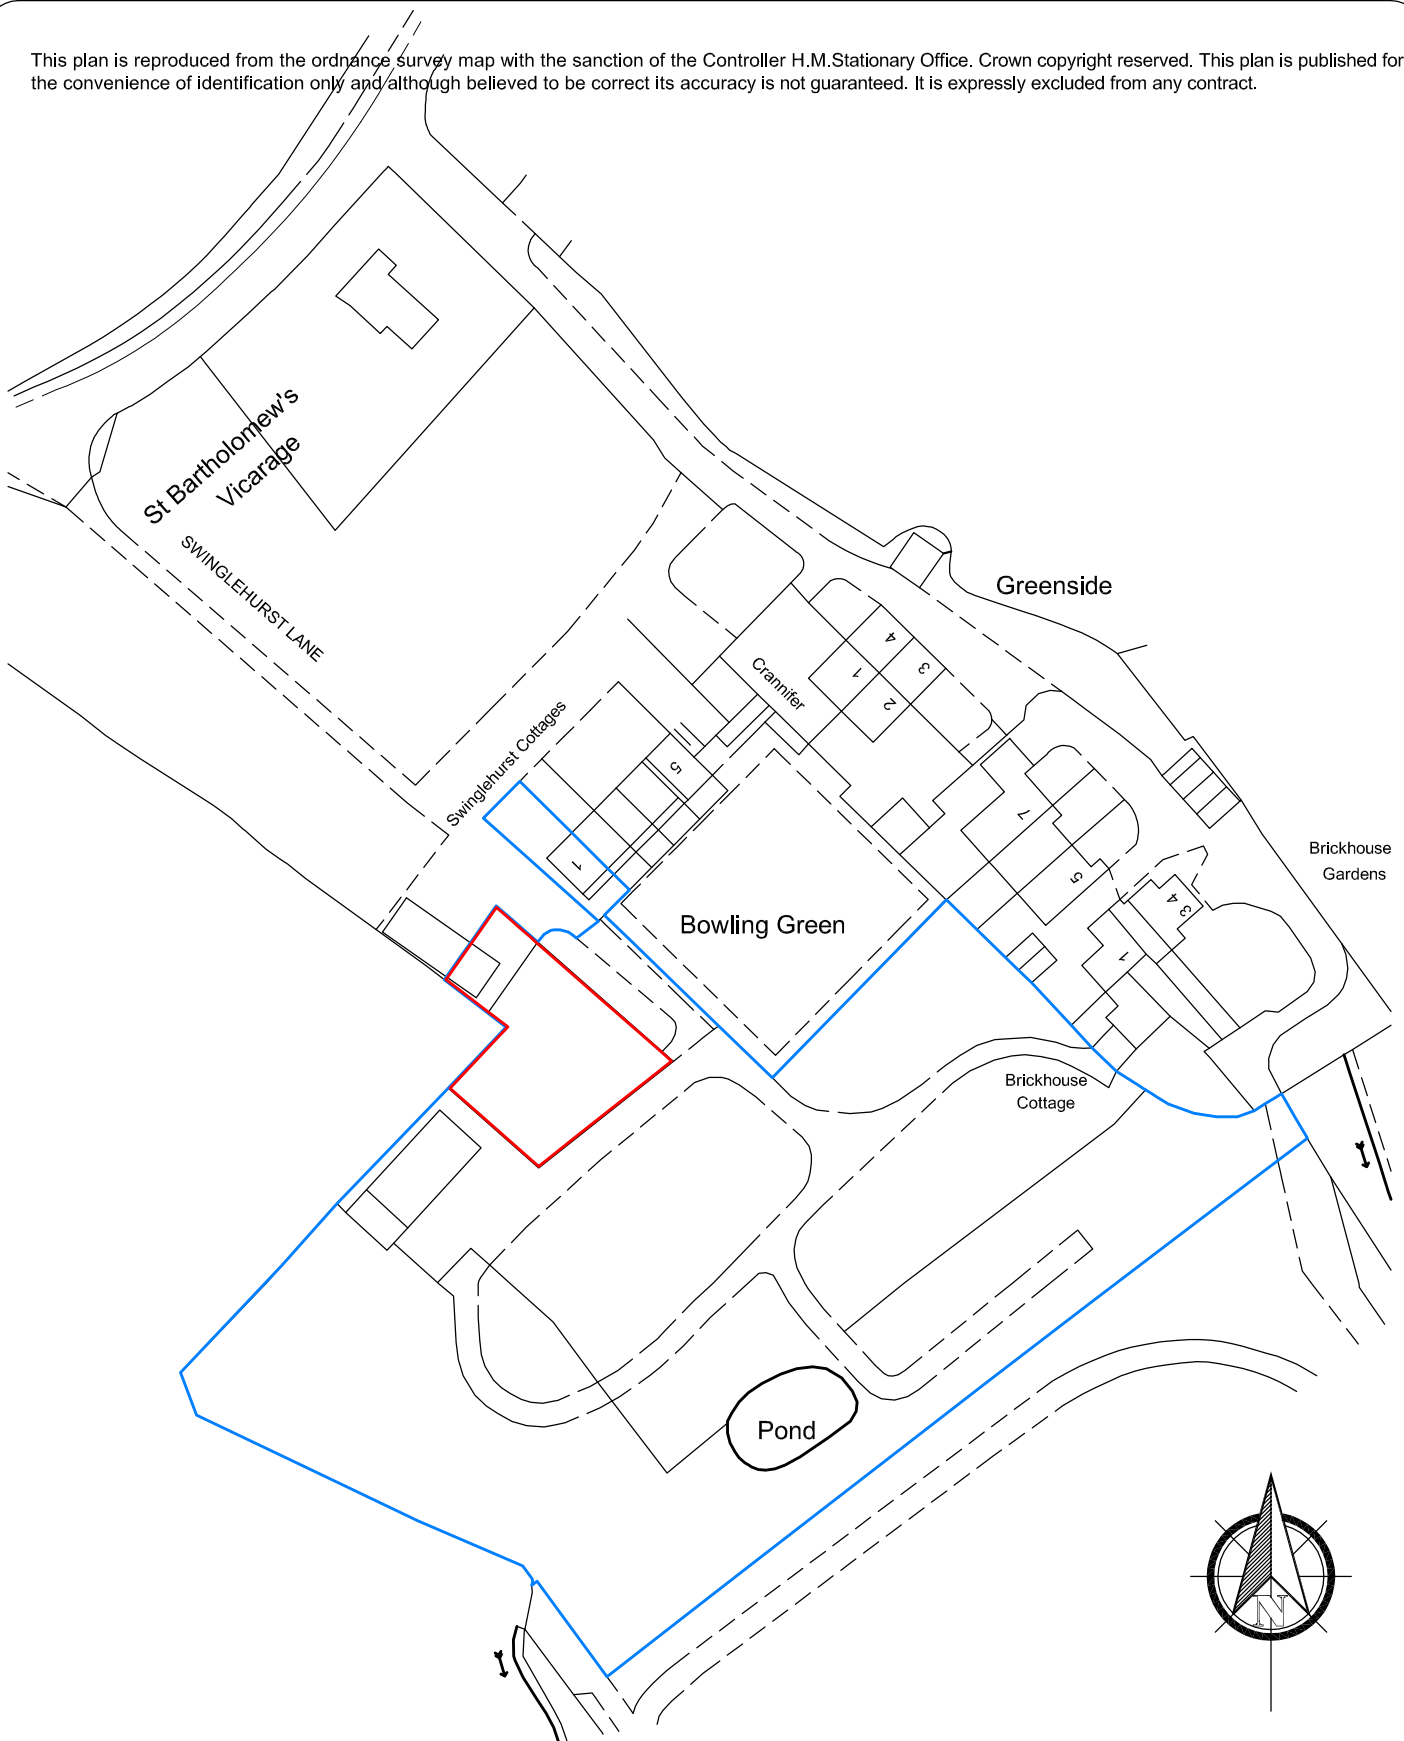 This plan is reproduced from the ordnance survey map with the sanction of the Controller H.M.Stationary Office. Crown copyright reserved. This plan is published for
the convenience of identification only and although believed to be correct its accuracy is not guaranteed. It is expressly excluded from any contract.
St Bartholomew's
Vicarage
SWINGLEHURST LANE
Greenside
Crannifer
4
3
1
2
Swinglehurst Cottages
5
1
7
5
Brickhouse
Gardens
3 4
1
Bowling Green
Brickhouse
Cottage
Pond
N